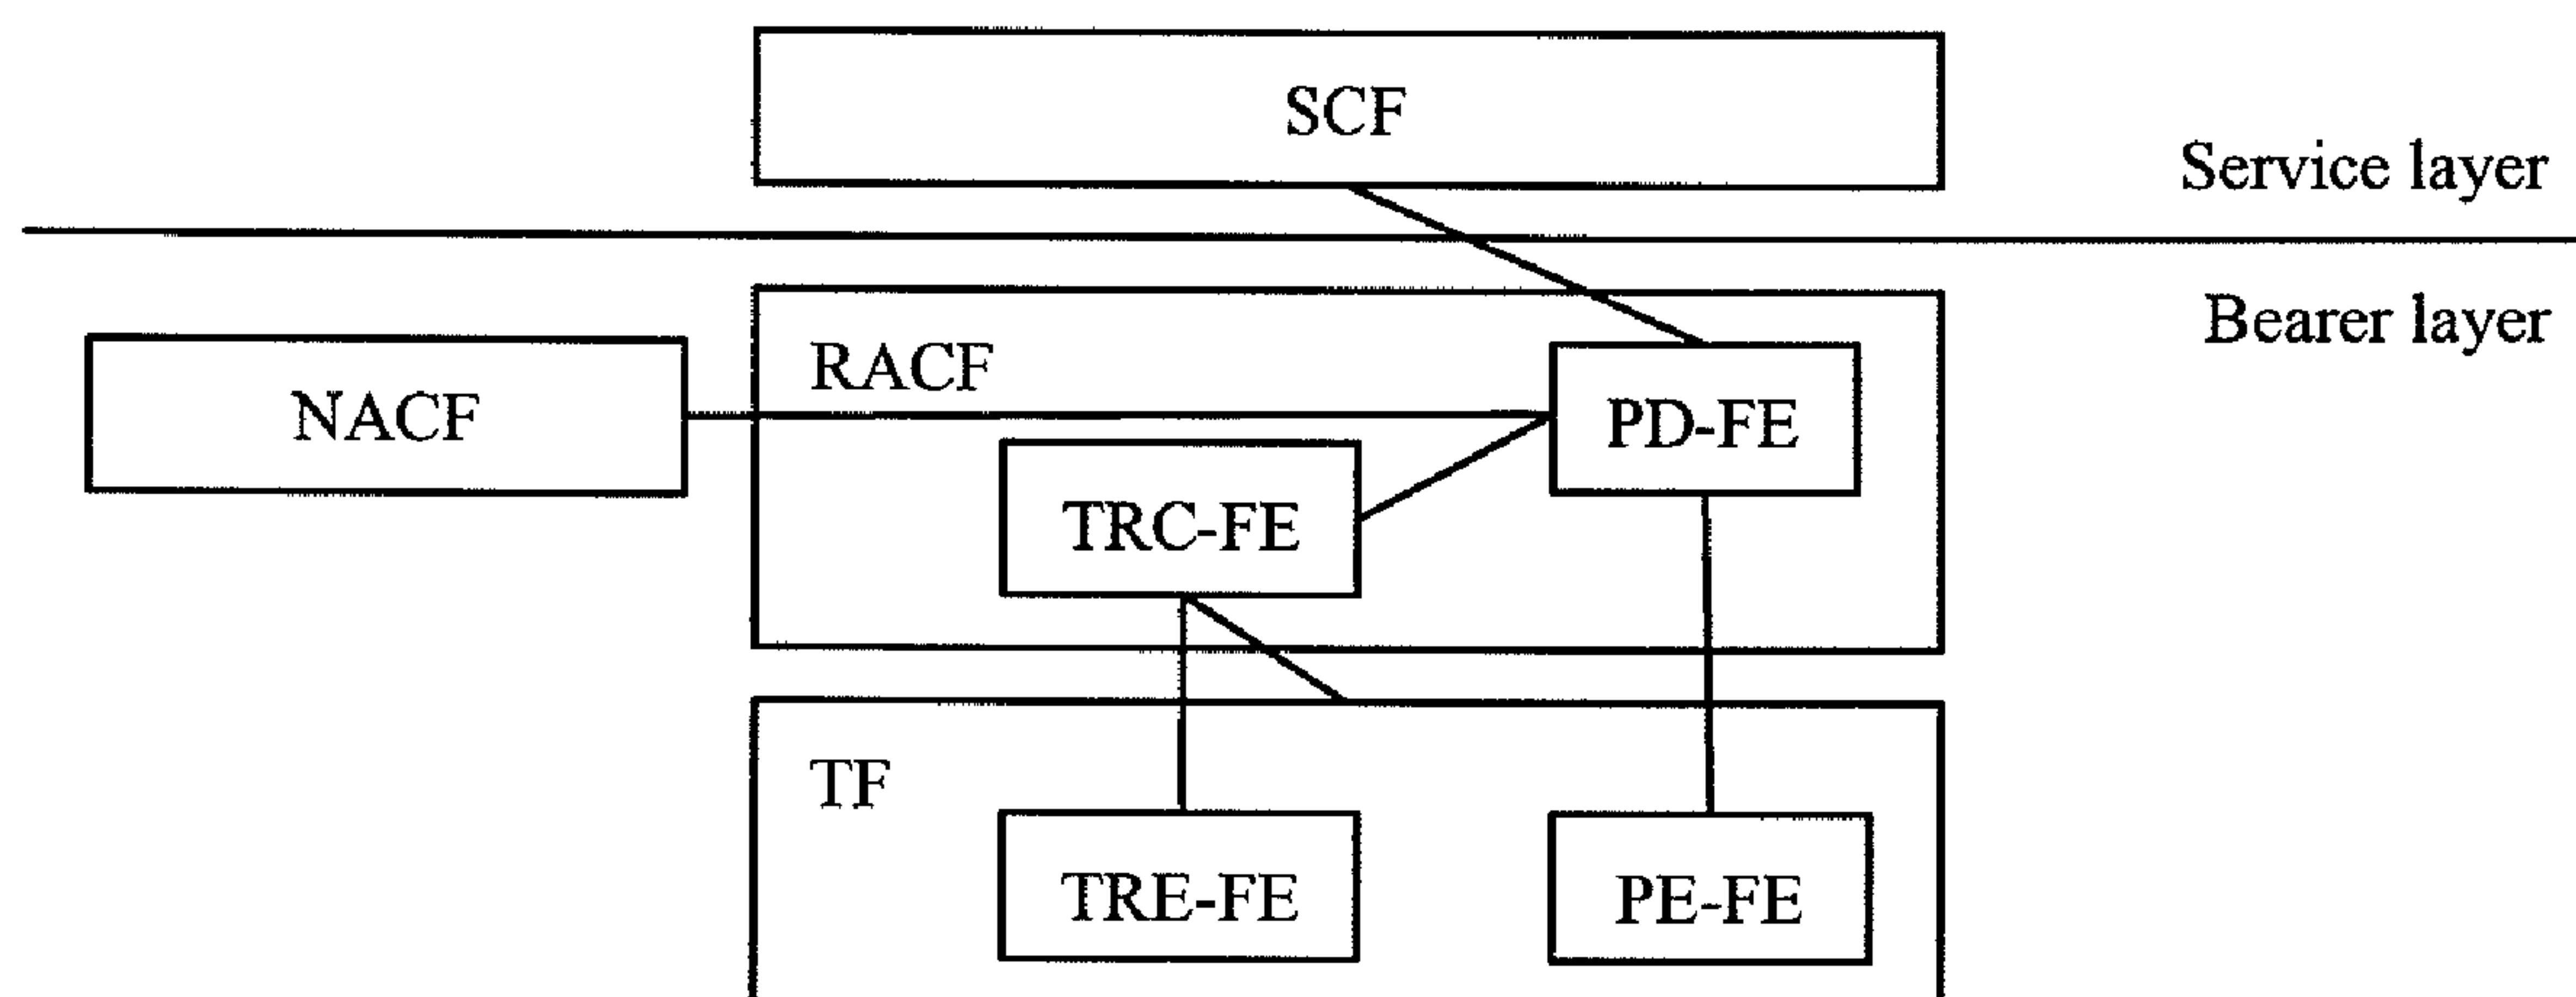 SCF
Service layer
Bearer layer
RACF
NACF
PD-FE
TRC-FE
TF
TRE-FE
PE-FE